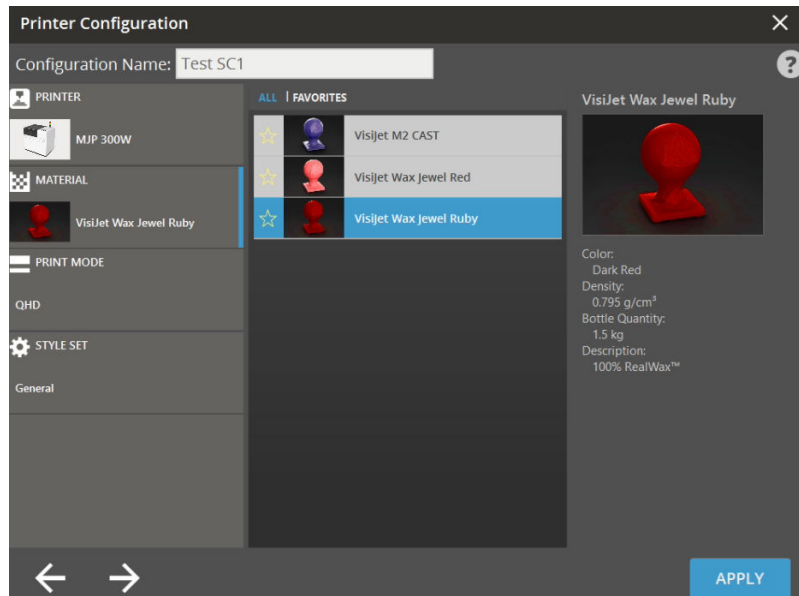 Printer Configuration
Configuration Name: Test SC1
?
PRINTER
MJP 300W
MATERIAL
VisiJet Wax Jewel Ruby
PRINT MODE
QHD
STYLE SET
General
ALL | FAVORITES
VisiJet M2 CAST
VisiJet Wax Jewel Red
VisiJet Wax Jewel Ruby
VisiJet Wax Jewel Ruby
Color:
Dark Red
Density:
0.795 g/cm³
Bottle Quantity:
1.5 kg
Description:
100% RealWax™
APPLY